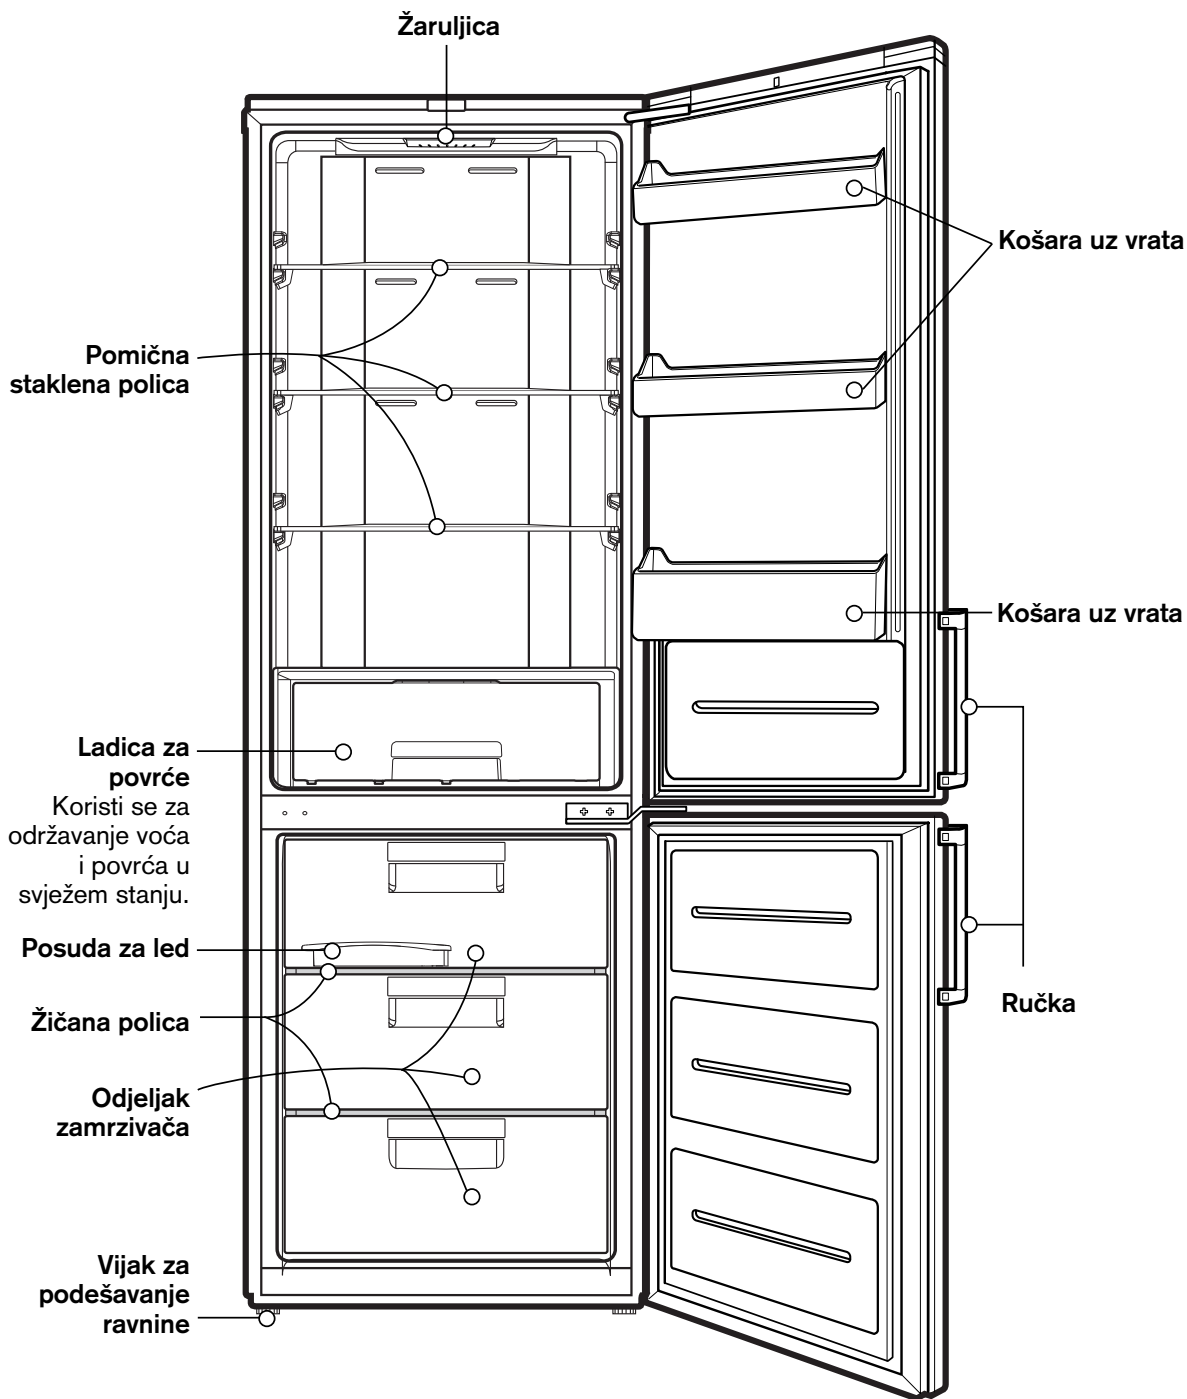 Žaruljica
Košara uz vrata
Pomična
staklena polica
Košara uz vrata
Ladica za
povrće
Koristi se za
održavanje voća
i povrća u
svježem stanju.
Posuda za led
Žičana polica
Ručka
Odjeljak
zamrzivača
Vijak za
podešavanje
ravnine